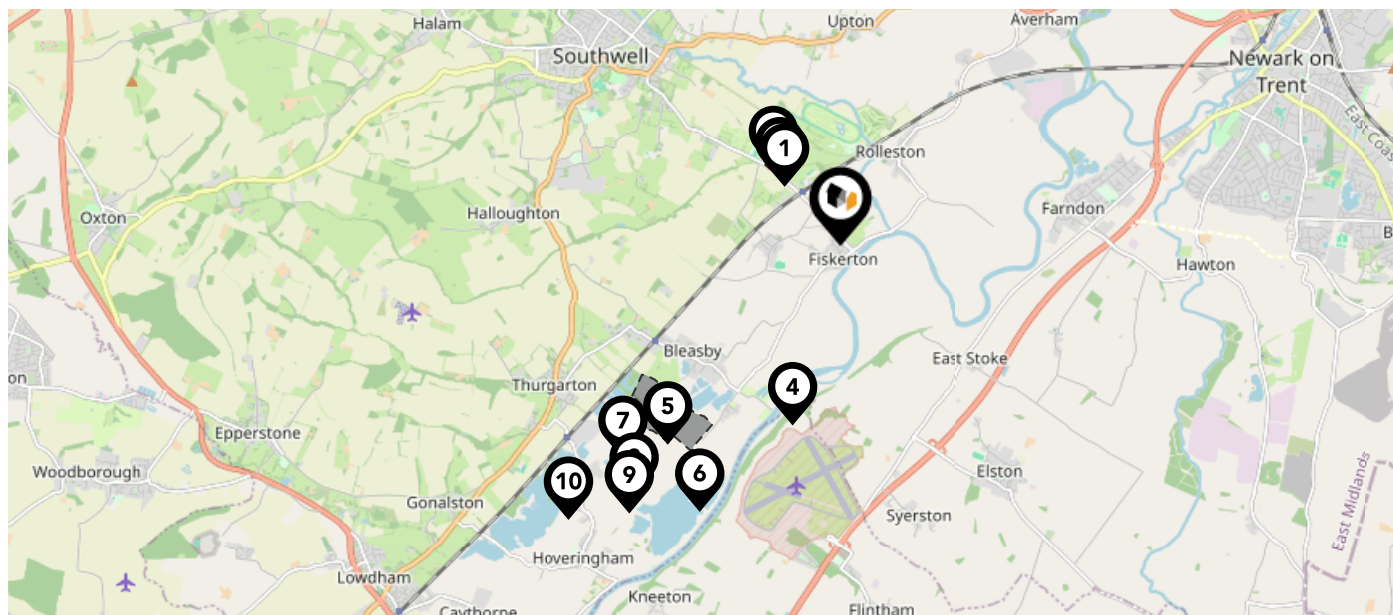 Halam
Upton
Averham
Southwell
Newark on
Trent
East Coa
1
Rolleston
Oxton
Halloughton
Farndon
Fiskerton
Hawton
B
Bleasby
East Stoke
on
Thurgarton
4
5
7
Epperstone
Woodborough
10
9
6
Elston
Gonalston
Syerston
East Midlands
Hoveringham
Lowdham
Kneeton
Caythorpe
Flintham